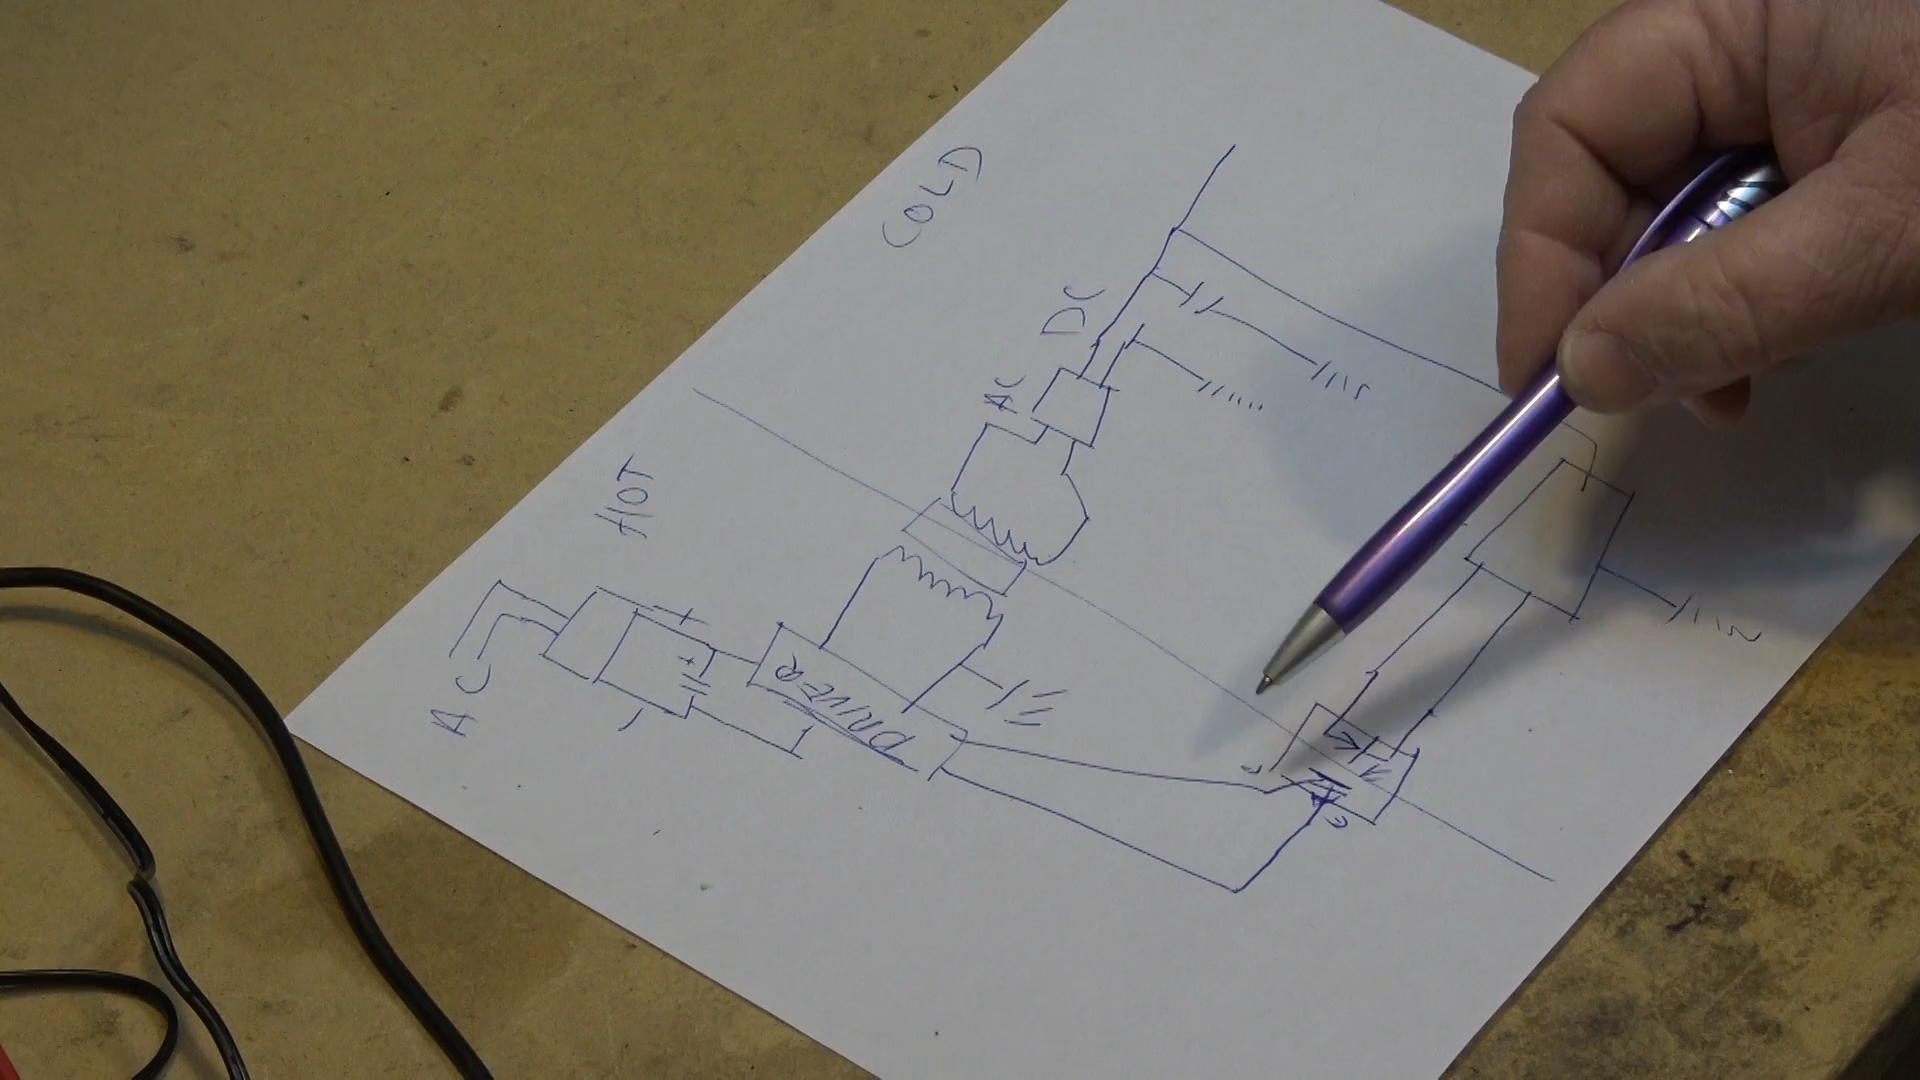 COLD
DC
AC
HOT
AC
+
-
+
DRIVER